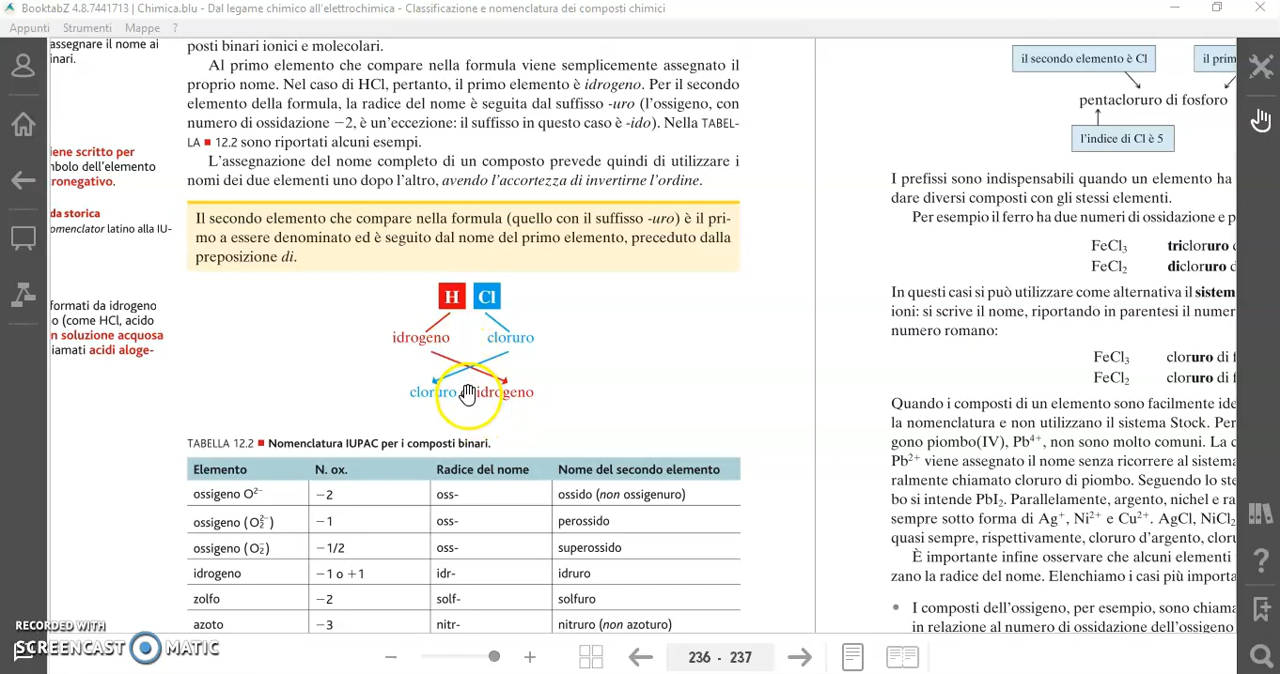 BooktabZ 4.8.7441713 | Chimica.blu - Dal legame chimico all'elettrochimica - Classificazione e nomenclatura dei composti chimici
Appunti Strumenti Mappe ?
assegnare il nome ai
inari.
iene scritto per
mbolo dell'elemento
ronegativo.
da storica
omenclator latino alla IU-
formati da idrogeno
o (come HCl, acido
n soluzione acquosa
iamati acidi aloge-
posti binari ionici e molecolari.
Al primo elemento che compare nella formula viene semplicemente assegnato il
proprio nome. Nel caso di HCl, pertanto, il primo elemento è idrogeno. Per il secondo
elemento della formula, la radice del nome è seguita dal suffisso -uro (l'ossigeno, con
numero di ossidazione −2, è un'eccezione: il suffisso in questo caso è -ido). Nella TABEL-
LA ■ 12.2 sono riportati alcuni esempi.
L'assegnazione del nome completo di un composto prevede quindi di utilizzare i
nomi dei due elementi uno dopo l'altro, avendo l'accortezza di invertirne l'ordine.
Il secondo elemento che compare nella formula (quello con il suffisso -uro) è il pri-
mo a essere denominato ed è seguito dal nome del primo elemento, preceduto dalla
preposizione di.
H Cl
idrogeno cloruro
cloruro idrogeno
TABELLA 12.2 ■ Nomenclatura IUPAC per i composti binari.
Elemento N. ox. Radice del nome Nome del secondo elemento
ossigeno O²⁻ −2 oss- ossido (non ossigenuro)
ossigeno (O₂²⁻) −1 oss- perossido
ossigeno (O₂⁻) −1/2 oss- superossido
idrogeno −1 o +1 idr- idruro
zolfo −2 solf- solfuro
azoto −3 nitr- nitruro (non azoturo)
il secondo elemento è Cl il prim
pentacloruro di fosforo
l'indice di Cl è 5
I prefissi sono indispensabili quando un elemento ha
dare diversi composti con gli stessi elementi.
Per esempio il ferro ha due numeri di ossidazione e p
FeCl₃ tricloruro d
FeCl₂ dicloruro d
In questi casi si può utilizzare come alternativa il sistem
ioni: si scrive il nome, riportando in parentesi il numer
numero romano:
FeCl₃ cloruro di f
FeCl₂ cloruro di f
Quando i composti di un elemento sono facilmente ide
la nomenclatura e non utilizzano il sistema Stock. Per
gono piombo(IV), Pb⁴⁺, non sono molto comuni. La c
Pb²⁺ viene assegnato il nome senza ricorrere al sistema
ralmente chiamato cloruro di piombo. Seguendo lo ste
bo si intende PbI₂. Parallelamente, argento, nichel e ra
sempre sotto forma di Ag⁺, Ni²⁺ e Cu²⁺. AgCl, NiCl₂
quasi sempre, rispettivamente, cloruro d'argento, cloru
È importante infine osservare che alcuni elementi
zano la radice del nome. Elenchiamo i casi più importa
• I composti dell'ossigeno, per esempio, sono chiama
in relazione al numero di ossidazione dell'ossigeno
RECORDED WITH
SCREENCAST MATIC
236 - 237